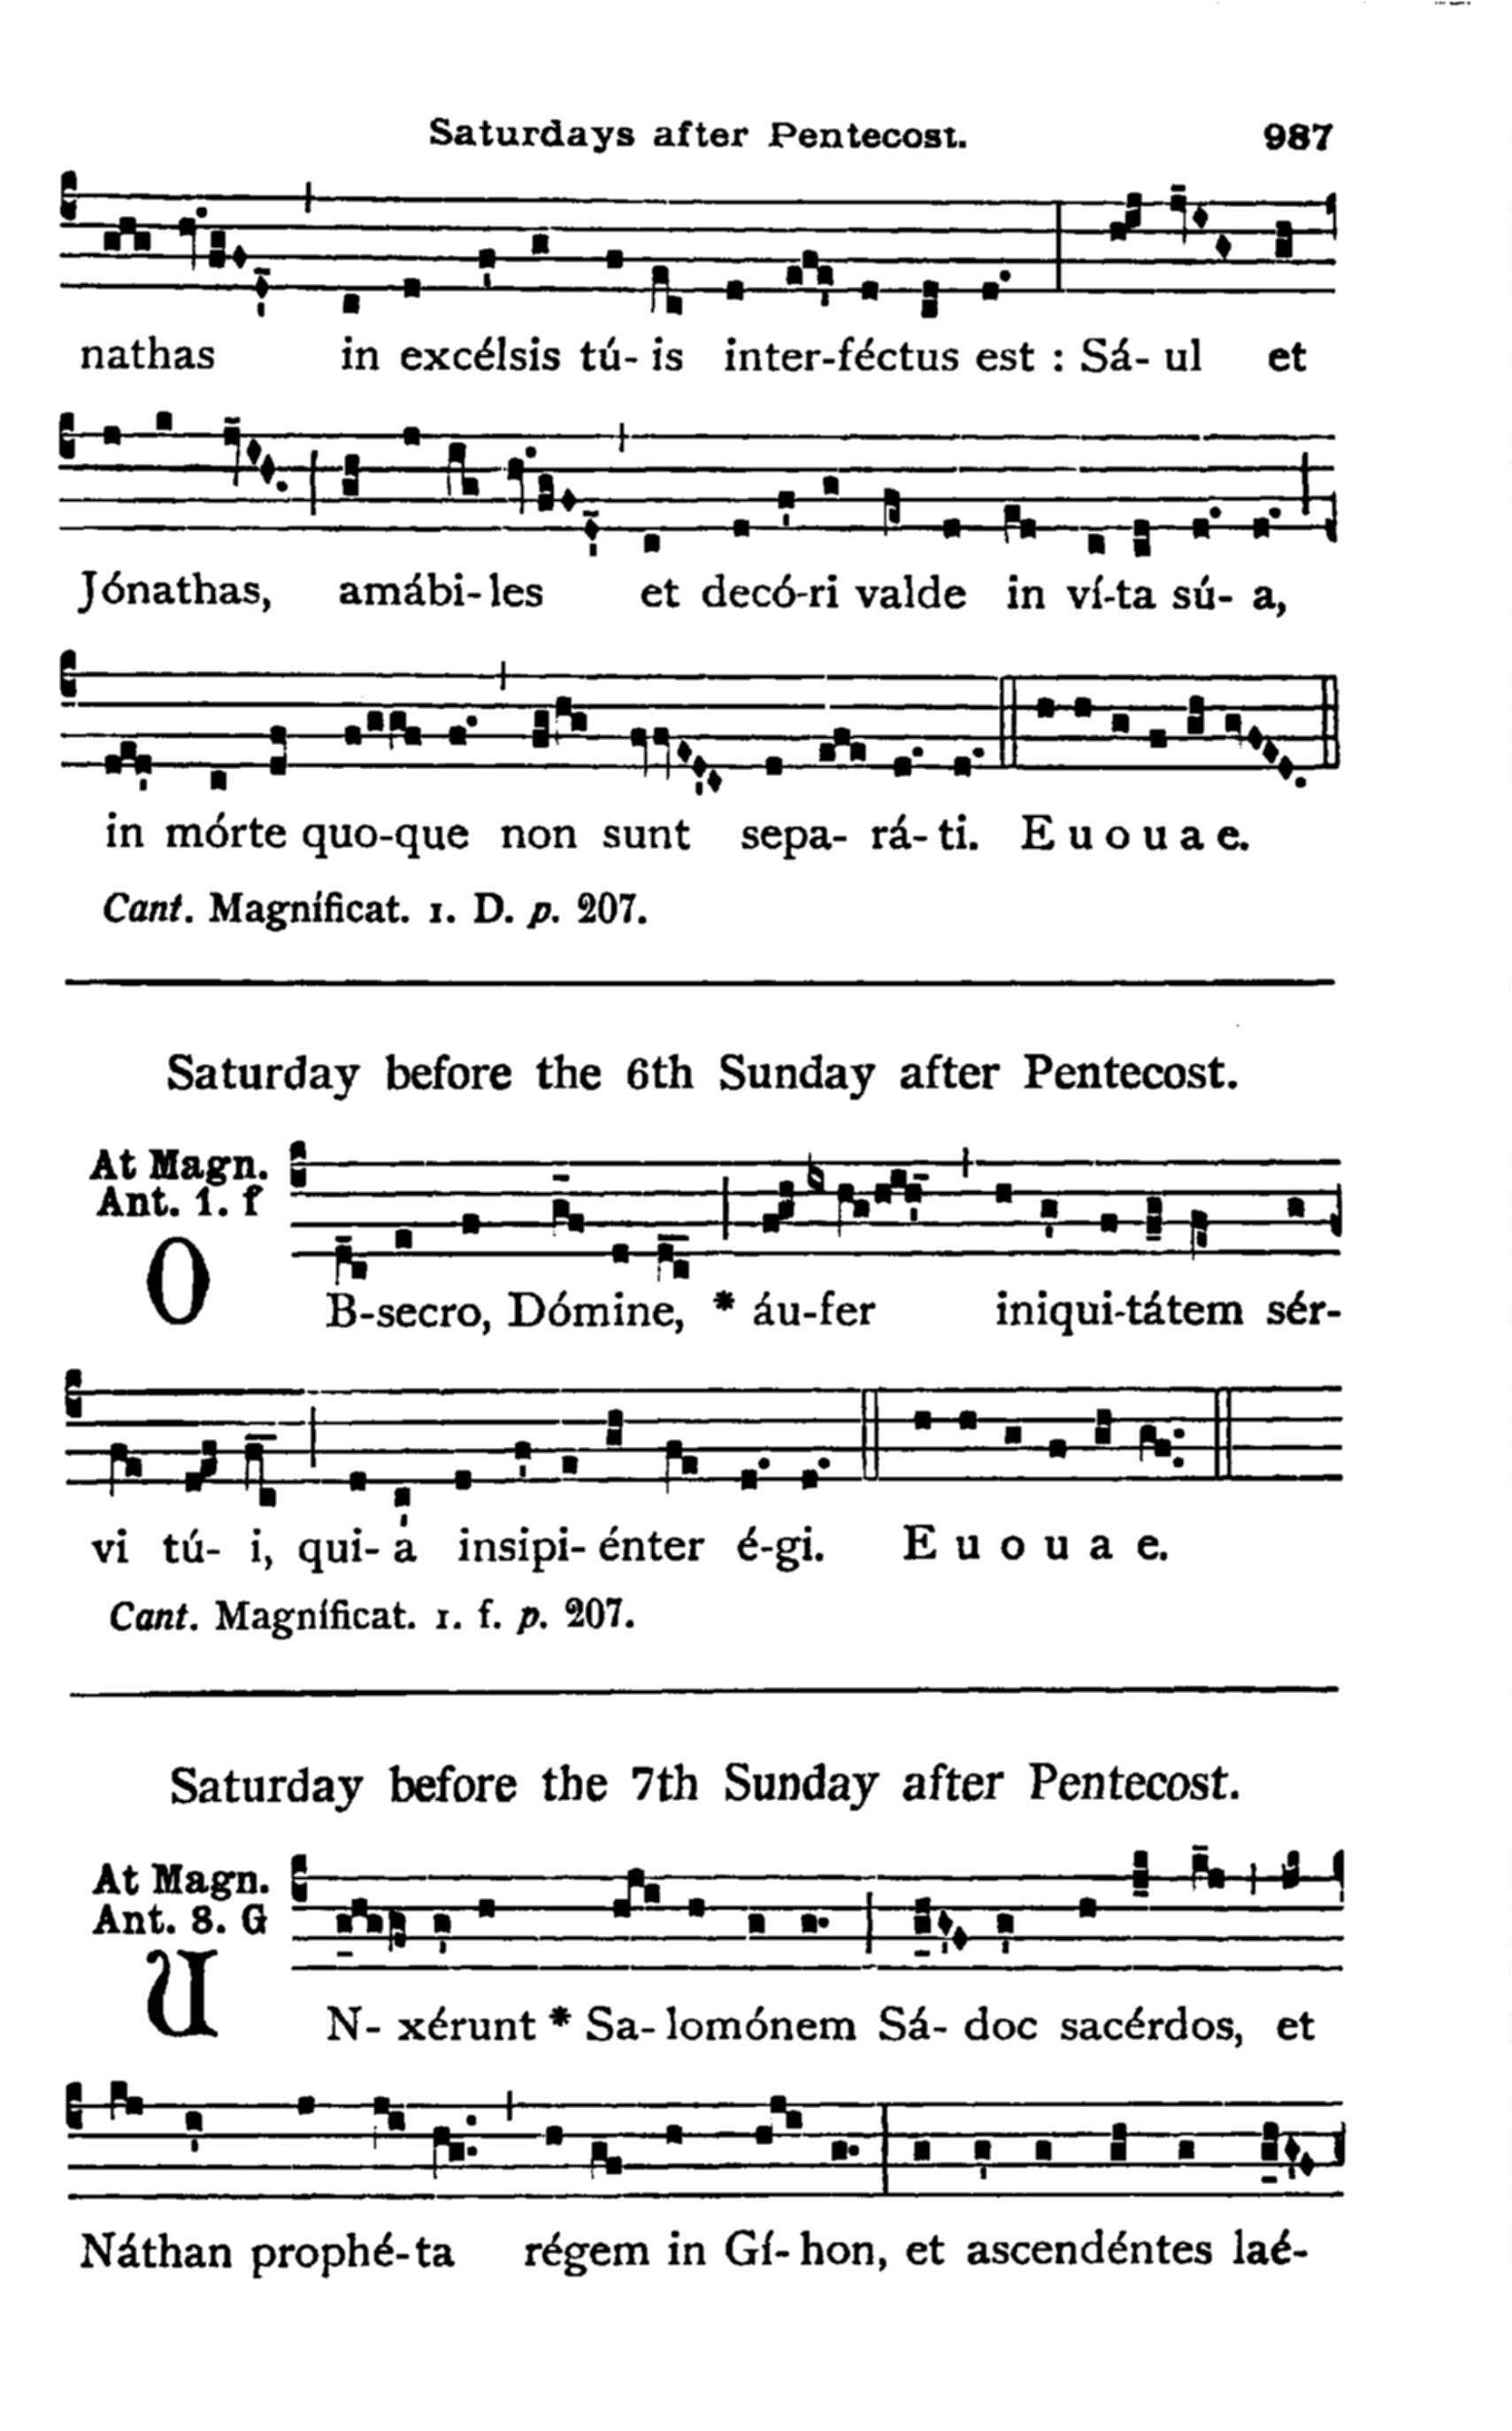 Saturdays after Pentecost. 987
nathas in excélsis tú- is inter-féctus est : Sá- ul et
Jónathas, amábi-les et decó-ri valde in ví-ta sú- a,
in mórte quo-que non sunt sepa- rá- ti. E u o u a e.
Cant. Magníficat. 1. D. p. 207.
Saturday before the 6th Sunday after Pentecost.
At Magn.
Ant. 1. f
OB-secro, Dómine, * áu-fer iniqui-tátem sér-
vi tú- i, qui- a insipi- énter é-gi. E u o u a e.
Cant. Magníficat. 1. f. p. 207.
Saturday before the 7th Sunday after Pentecost.
At Magn.
Ant. 8. G
UN- xérunt * Sa- lomónem Sá- doc sacérdos, et
Náthan prophé-ta régem in Gí- hon, et ascendéntes laé-